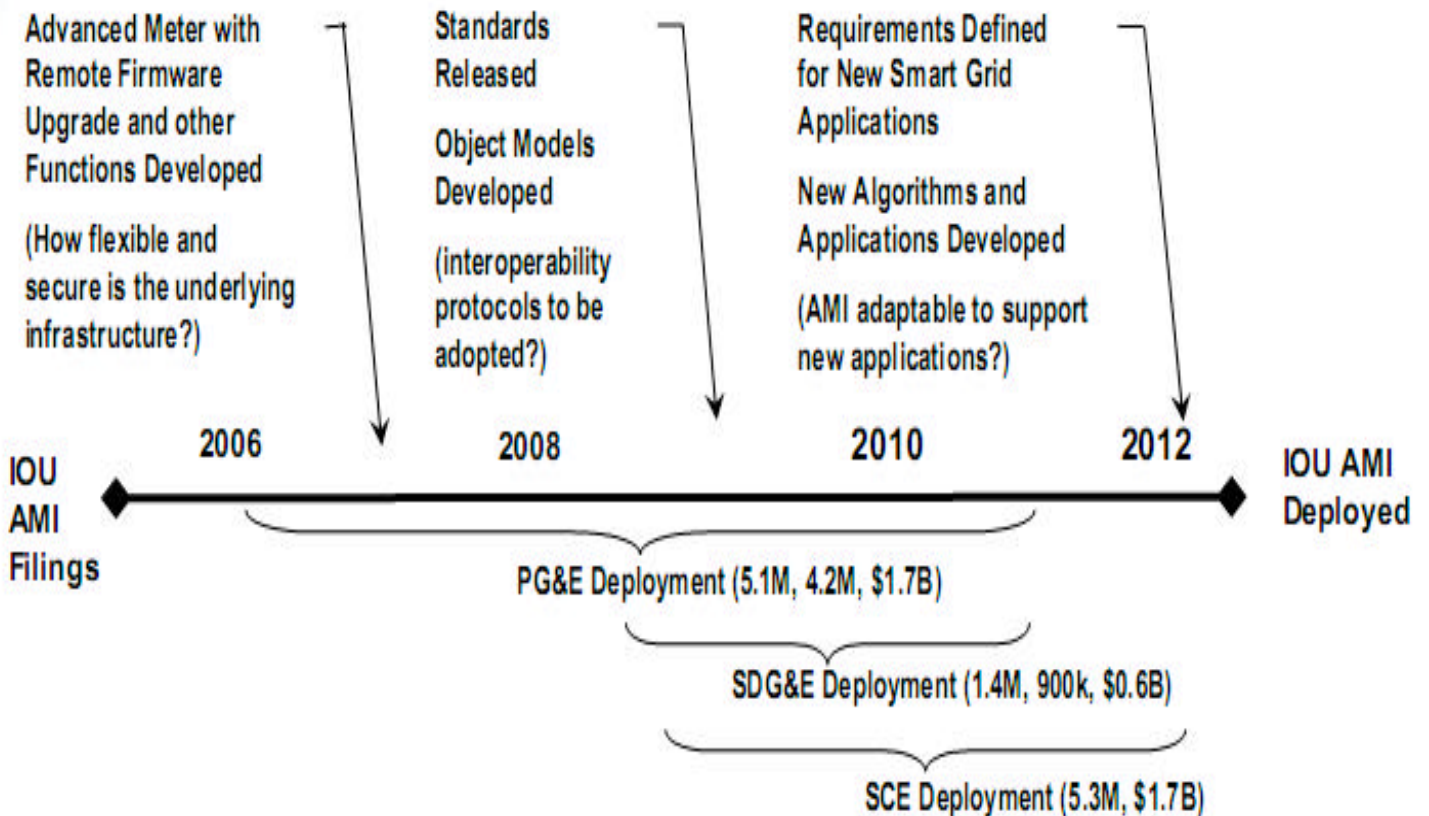 Advanced Meter with
Remote Firmware
Upgrade and other
Functions Developed
(How flexible and
secure is the underlying
infrastructure?)
Standards
Released
Object Models
Developed
(interoperability
protocols to be
adopted?)
Requirements Defined
for New Smart Grid
Applications
New Algorithms and
Applications Developed
(AMI adaptable to support
new applications?)
2006
2008
2010
2012
IOU
AMI
Filings
IOU AMI
Deployed
PG&E Deployment (5.1M, 4.2M, $1.7B)
SDG&E Deployment (1.4M, 900k, $0.6B)
SCE Deployment (5.3M, $1.7B)